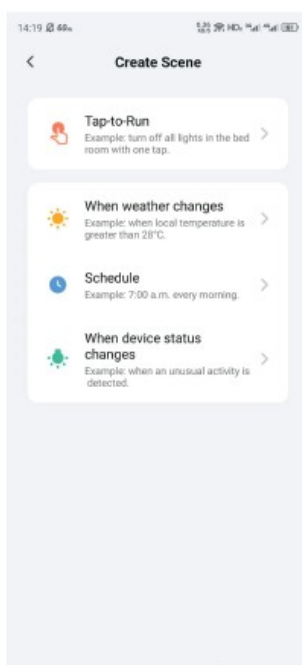 14:19
Create Scene
Tap-to-Run
Example: turn off all lights in the bed
room with one tap.
When weather changes
Example: when local temperature is
greater than 28°C.
Schedule
Example: 7:00 a.m. every morning.
When device status
changes
Example: when an unusual activity is
detected.